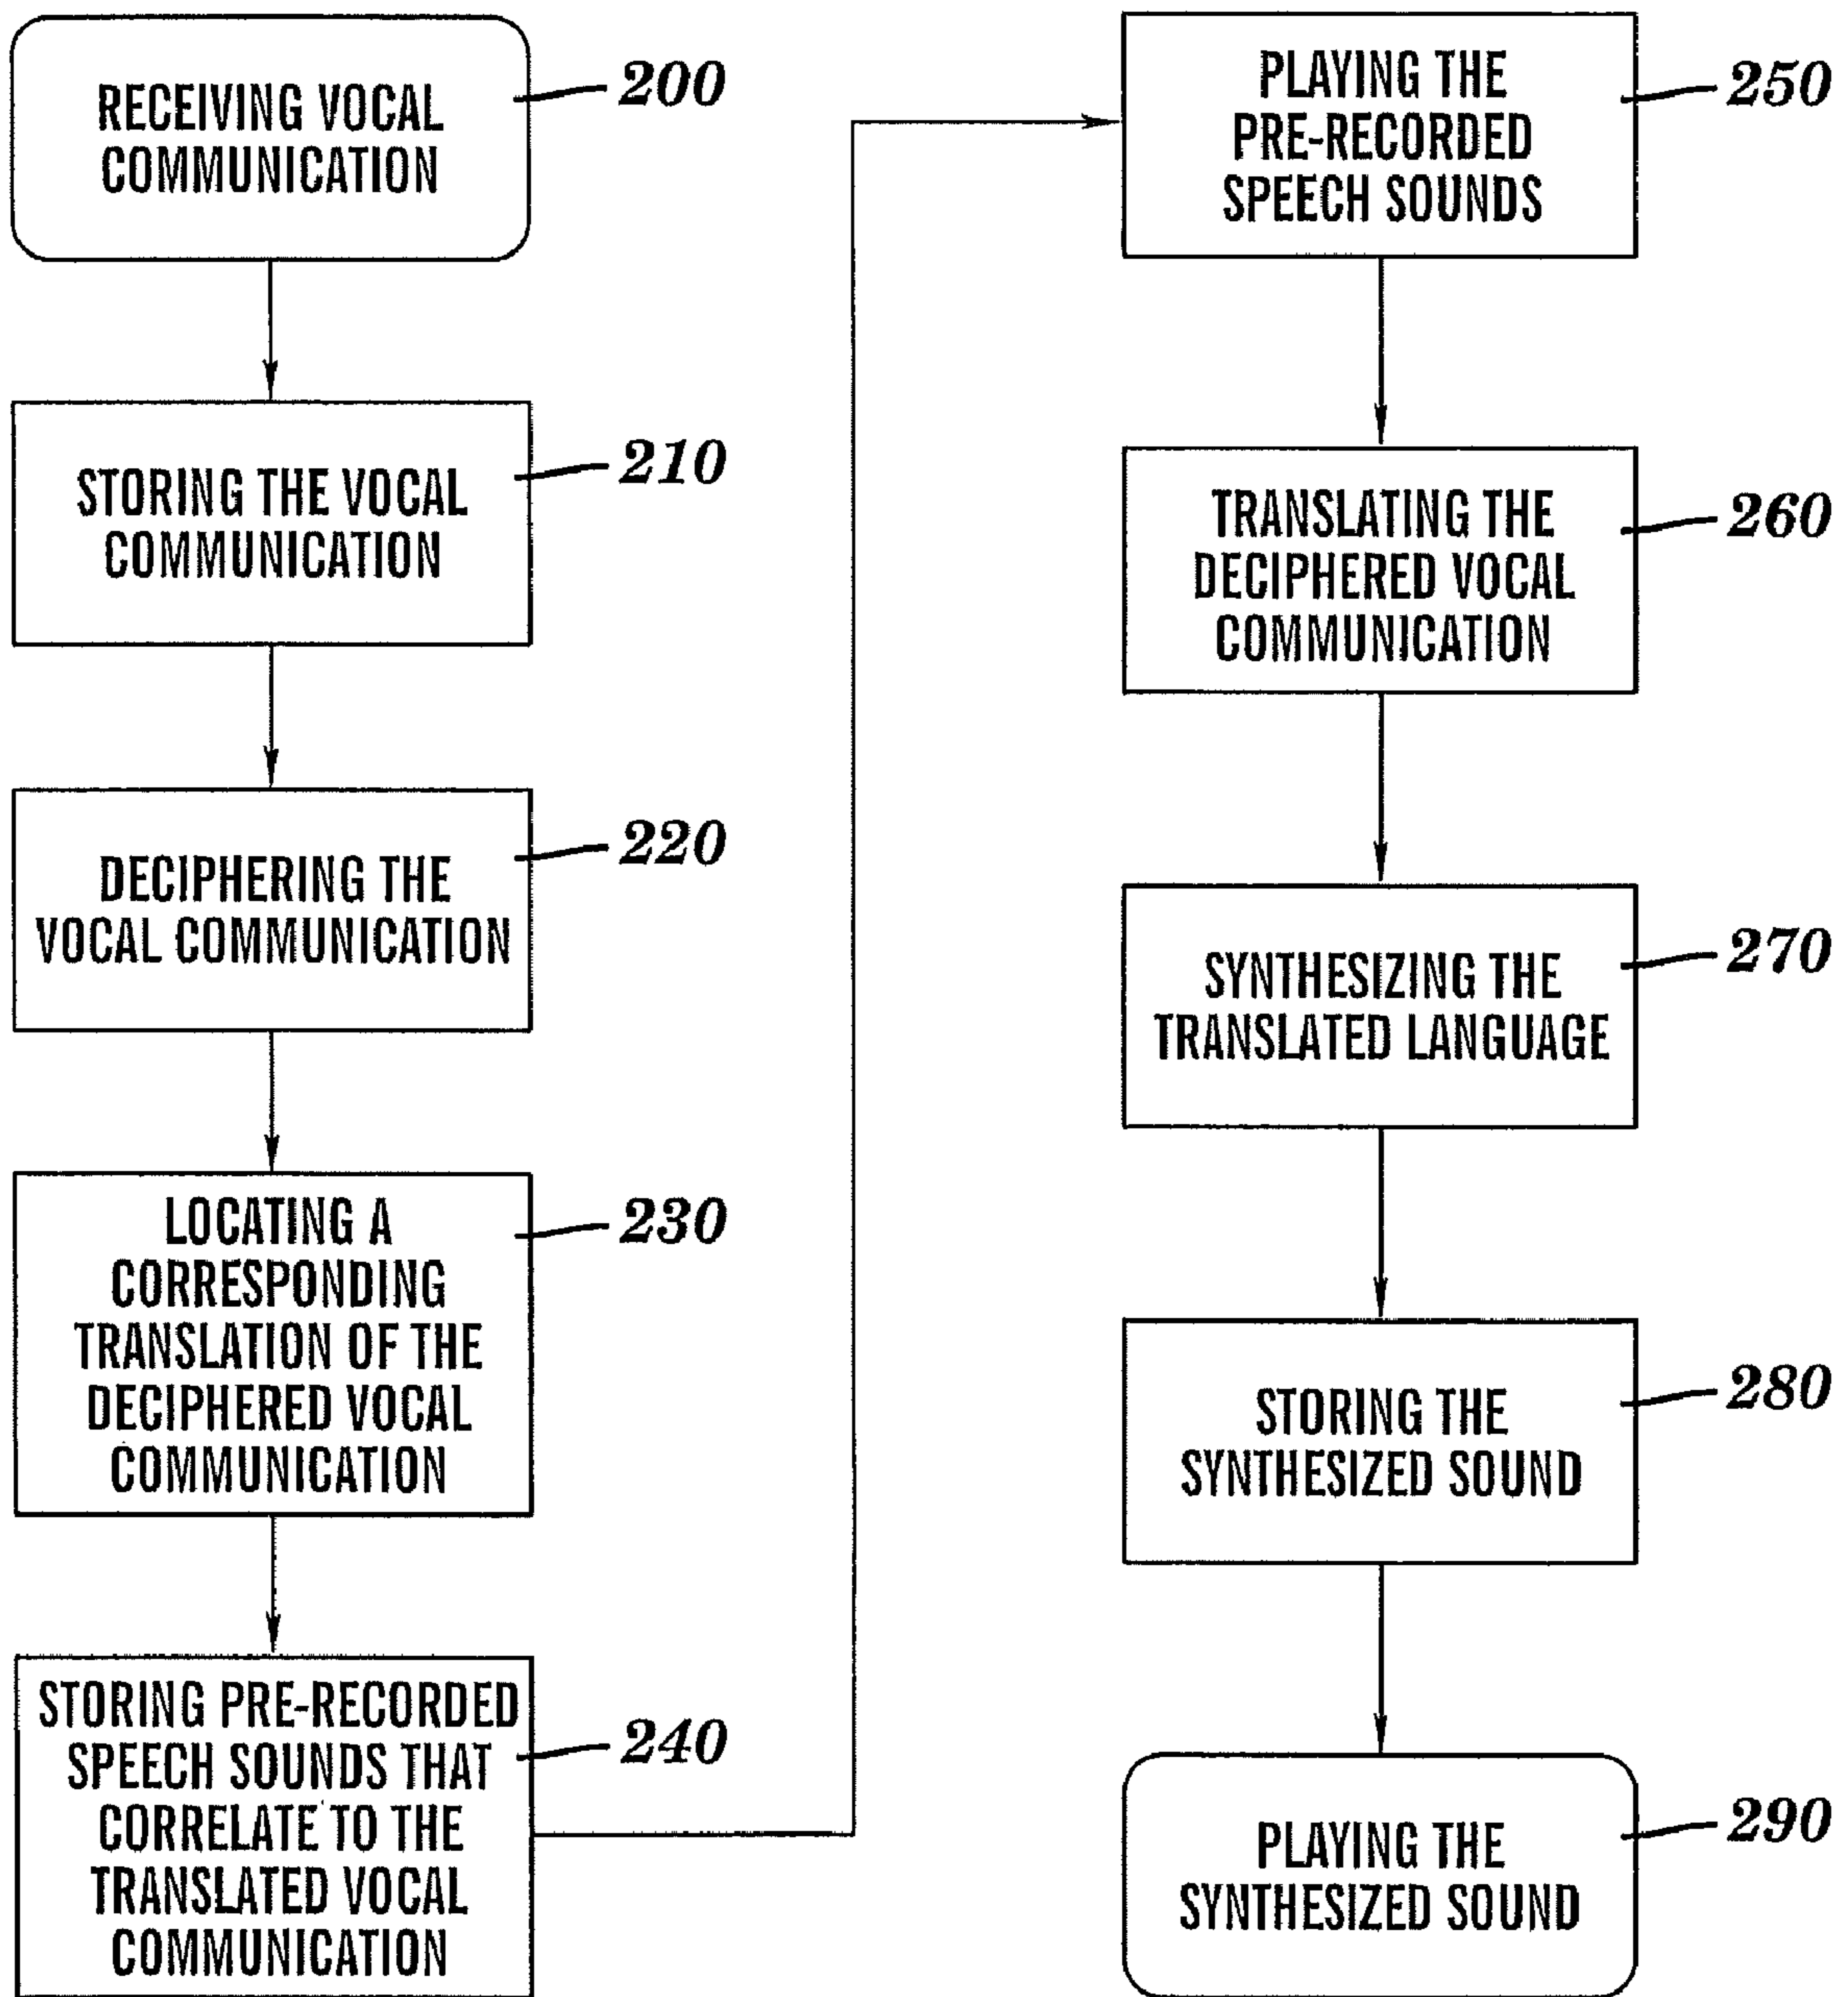 RECEIVING VOCAL
COMMUNICATION
200
STORING THE VOCAL
COMMUNICATION
210
DECIPHERING THE
VOCAL COMMUNICATION
220
LOCATING A
CORRESPONDING
TRANSLATION OF THE
DECIPHERED VOCAL
COMMUNICATION
230
STORING PRE-RECORDED
SPEECH SOUNDS THAT
CORRELATE TO THE
TRANSLATED VOCAL
COMMUNICATION
240
PLAYING THE
PRE-RECORDED
SPEECH SOUNDS
250
TRANSLATING THE
DECIPHERED VOCAL
COMMUNICATION
260
SYNTHESIZING THE
TRANSLATED LANGUAGE
270
STORING THE
SYNTHESIZED SOUND
280
PLAYING THE
SYNTHESIZED SOUND
290